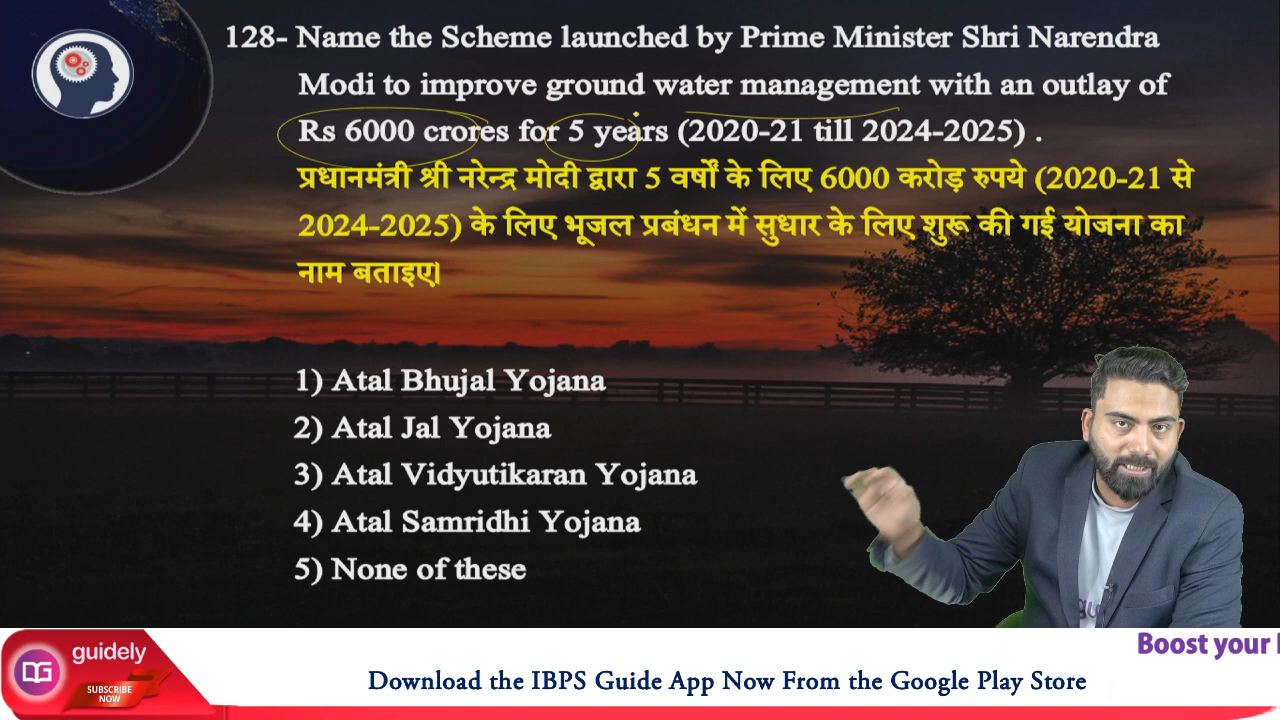 128- Name the Scheme launched by Prime Minister Shri Narendra
Modi to improve ground water management with an outlay of
Rs 6000 crores for 5 years (2020-21 till 2024-2025) .
प्रधानमंत्री श्री नरेन्द्र मोदी द्वारा 5 वर्षों के लिए 6000 करोड़ रुपये (2020-21 से
2024-2025) के लिए भूजल प्रबंधन में सुधार के लिए शुरू की गई योजना का
नाम बताइए।
1) Atal Bhujal Yojana
2) Atal Jal Yojana
3) Atal Vidyutikaran Yojana
4) Atal Samridhi Yojana
5) None of these
guidely
SUBSCRIBE
NOW
Boost your
Download the IBPS Guide App Now From the Google Play Store